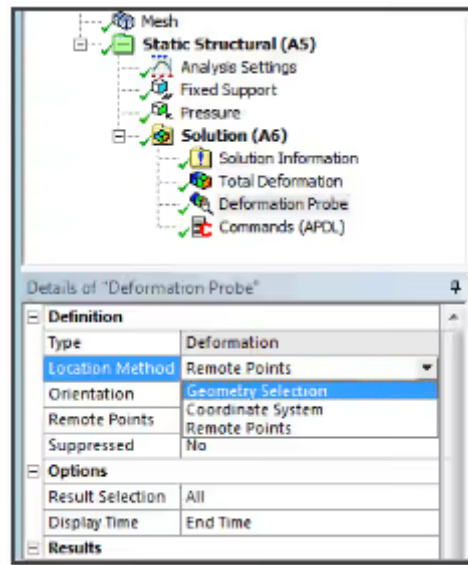 Mesh
Static Structural (A5)
Analysis Settings
Fixed Support
Pressure
Solution (A6)
Solution Information
Total Deformation
Deformation Probe
Commands (APDL)
Details of "Deformation Probe"
Definition
Type Deformation
Location Method Remote Points
Orientation Geometry Selection
Coordinate System
Remote Points Remote Points
Suppressed No
Options
Result Selection All
Display Time End Time
Results